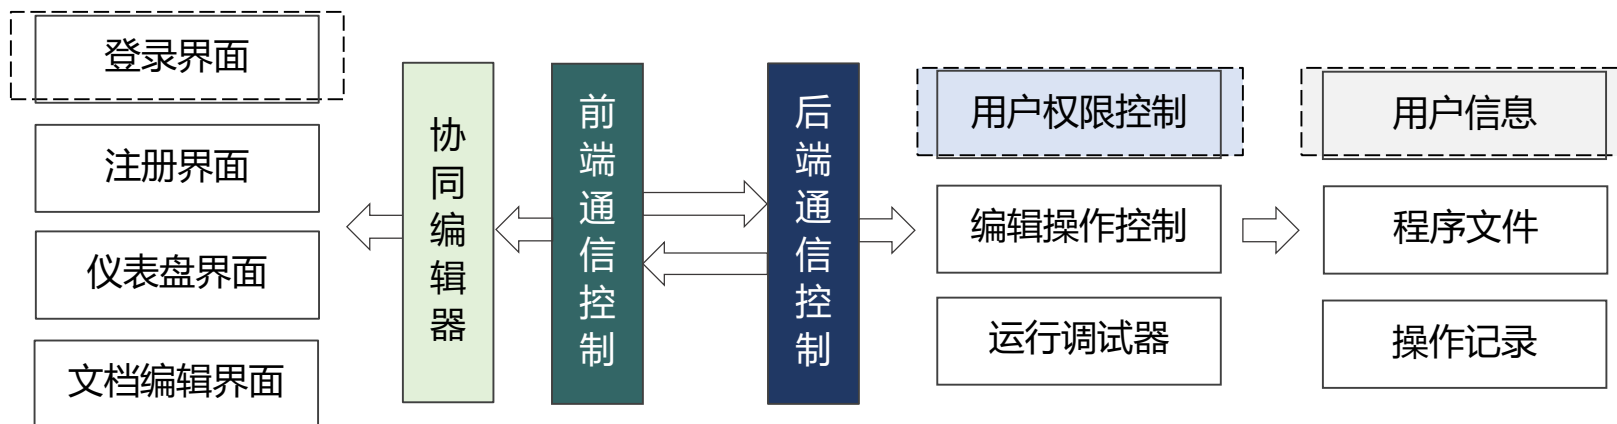 登录界面
注册界面
仪表盘界面
文档编辑界面
协同编辑器
前端通信控制
后端通信控制
用户权限控制
编辑操作控制
运行调试器
用户信息
程序文件
操作记录